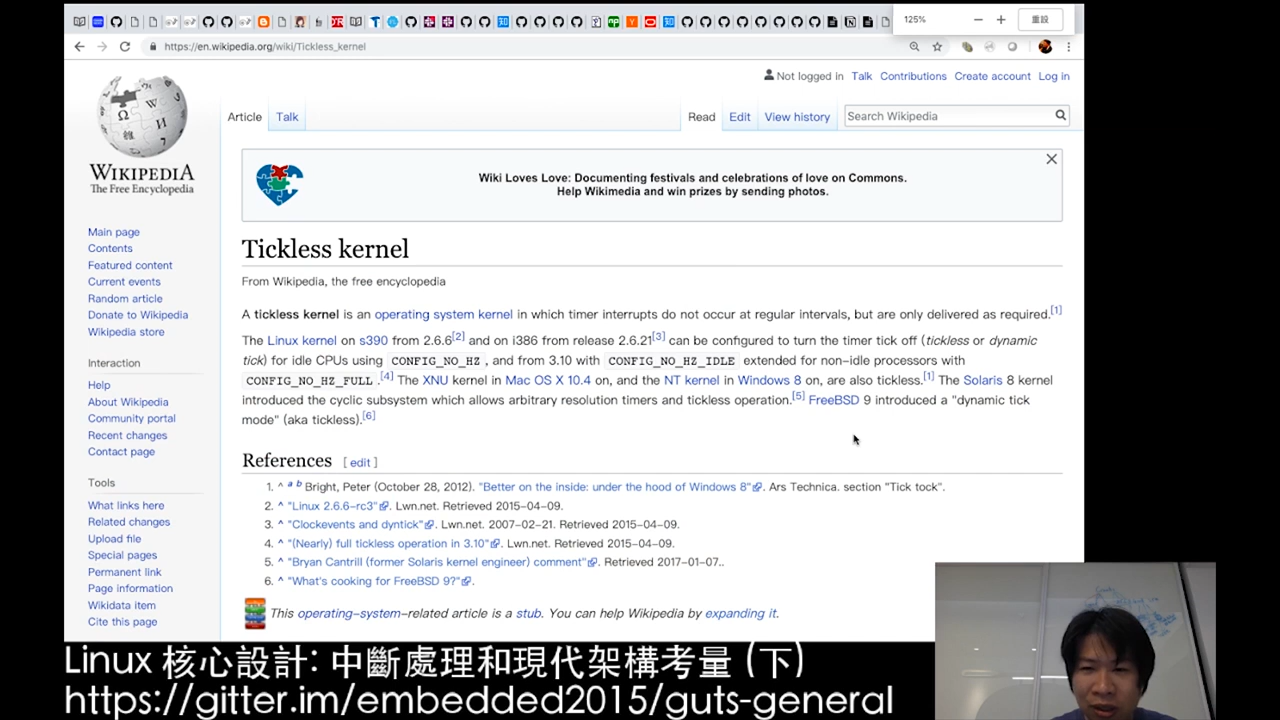 125%
重設
https://en.wikipedia.org/wiki/Tickless_kernel
Not logged in Talk Contributions Create account Log in
Article Talk Read Edit View history Search Wikipedia
WIKIPEDIA
The Free Encyclopedia
Main page
Contents
Featured content
Current events
Random article
Donate to Wikipedia
Wikipedia store
Interaction
Help
About Wikipedia
Community portal
Recent changes
Contact page
Tools
What links here
Related changes
Upload file
Special pages
Permanent link
Page information
Wikidata item
Cite this page
Wiki Loves Love: Documenting festivals and celebrations of love on Commons.
Help Wikimedia and win prizes by sending photos.
Tickless kernel
From Wikipedia, the free encyclopedia
A tickless kernel is an operating system kernel in which timer interrupts do not occur at regular intervals, but are only delivered as required.[1]
The Linux kernel on s390 from 2.6.6[2] and on i386 from release 2.6.21[3] can be configured to turn the timer tick off (tickless or dynamic
tick) for idle CPUs using CONFIG_NO_HZ, and from 3.10 with CONFIG_NO_HZ_IDLE extended for non-idle processors with
CONFIG_NO_HZ_FULL.[4] The XNU kernel in Mac OS X 10.4 on, and the NT kernel in Windows 8 on, are also tickless.[1] The Solaris 8 kernel
introduced the cyclic subsystem which allows arbitrary resolution timers and tickless operation.[5] FreeBSD 9 introduced a "dynamic tick
mode" (aka tickless).[6]
References [ edit ]
1. ^ a b Bright, Peter (October 28, 2012). "Better on the inside: under the hood of Windows 8". Ars Technica. section "Tick tock".
2. ^ "Linux 2.6.6-rc3". Lwn.net. Retrieved 2015-04-09.
3. ^ "Clockevents and dyntick". Lwn.net. 2007-02-21. Retrieved 2015-04-09.
4. ^ "(Nearly) full tickless operation in 3.10". Lwn.net. Retrieved 2015-04-09.
5. ^ "Bryan Cantrill (former Solaris kernel engineer) comment". Retrieved 2017-01-07..
6. ^ "What's cooking for FreeBSD 9?".
This operating-system-related article is a stub. You can help Wikipedia by expanding it.
Linux 核心設計: 中斷處理和現代架構考量 (下)
https://gitter.im/embedded2015/guts-general